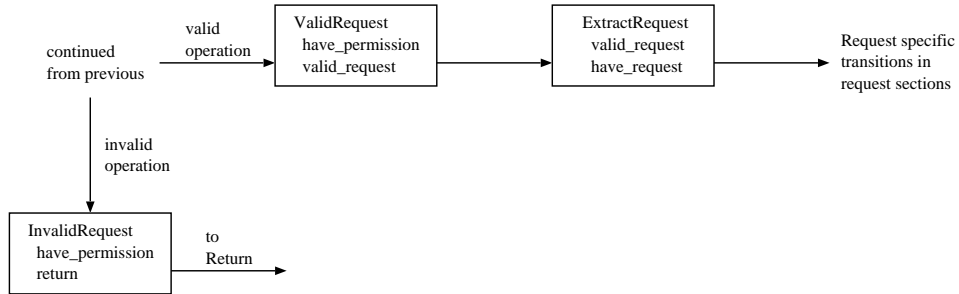 continued
from previous
valid
operation
ValidRequest
have_permission
valid_request
ExtractRequest
valid_request
have_request
Request specific
transitions in
request sections
invalid
operation
InvalidRequest
have_permission
return
to
Return